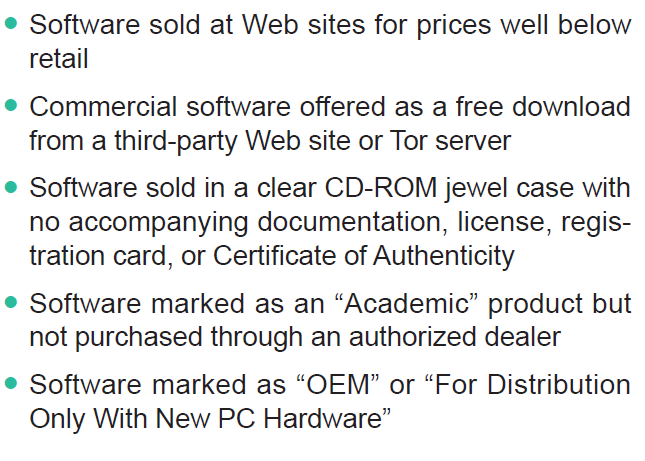 • Software sold at Web sites for prices well below
retail
• Commercial software offered as a free download
from a third-party Web site or Tor server
• Software sold in a clear CD-ROM jewel case with
no accompanying documentation, license, regis-
tration card, or Certificate of Authenticity
• Software marked as an “Academic” product but
not purchased through an authorized dealer
• Software marked as “OEM” or “For Distribution
Only With New PC Hardware”